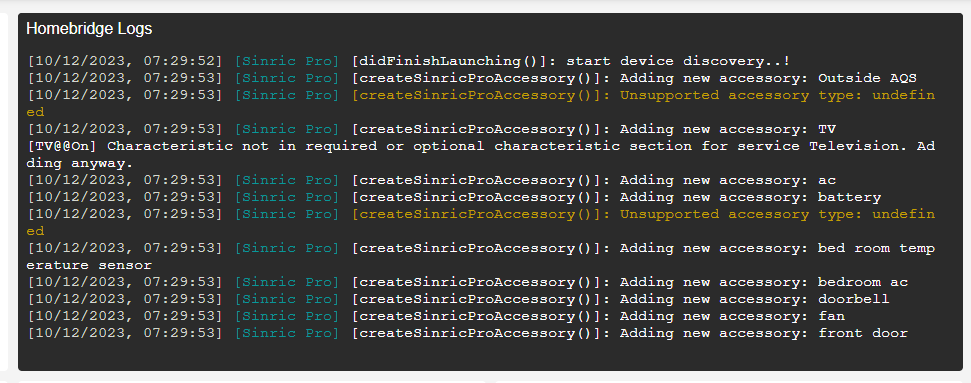 Homebridge Logs
[10/12/2023, 07:29:52] [Sinric Pro] [didFinishLaunching()]: start device discovery..!
[10/12/2023, 07:29:53] [Sinric Pro] [createSinricProAccessory()]: Adding new accessory: Outside AQS
[10/12/2023, 07:29:53] [Sinric Pro] [createSinricProAccessory()]: Unsupported accessory type: undefin
ed
[10/12/2023, 07:29:53] [Sinric Pro] [createSinricProAccessory()]: Adding new accessory: TV
[TV@@On] Characteristic not in required or optional characteristic section for service Television. Ad
ding anyway.
[10/12/2023, 07:29:53] [Sinric Pro] [createSinricProAccessory()]: Adding new accessory: ac
[10/12/2023, 07:29:53] [Sinric Pro] [createSinricProAccessory()]: Adding new accessory: battery
[10/12/2023, 07:29:53] [Sinric Pro] [createSinricProAccessory()]: Unsupported accessory type: undefin
ed
[10/12/2023, 07:29:53] [Sinric Pro] [createSinricProAccessory()]: Adding new accessory: bed room temp
erature sensor
[10/12/2023, 07:29:53] [Sinric Pro] [createSinricProAccessory()]: Adding new accessory: bedroom ac
[10/12/2023, 07:29:53] [Sinric Pro] [createSinricProAccessory()]: Adding new accessory: doorbell
[10/12/2023, 07:29:53] [Sinric Pro] [createSinricProAccessory()]: Adding new accessory: fan
[10/12/2023, 07:29:53] [Sinric Pro] [createSinricProAccessory()]: Adding new accessory: front door